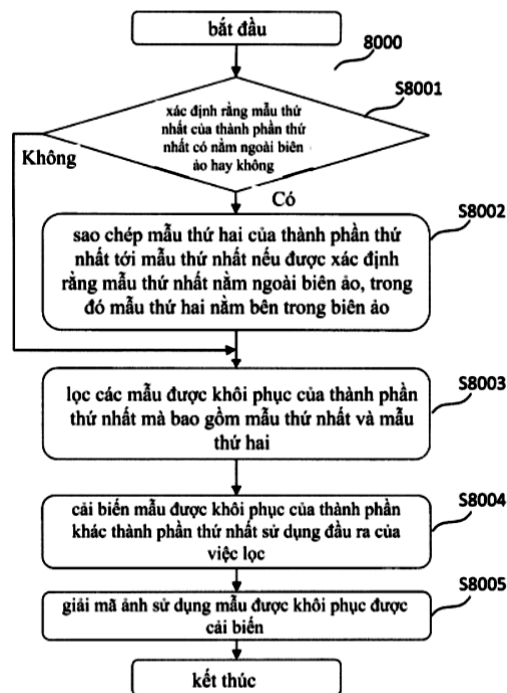 bắt đầu
8000
S8001
xác định rằng mẫu thứ
nhất của thành phần thứ
nhất có nằm ngoài biên
ảo hay không
Không
Có
S8002
sao chép mẫu thứ hai của thành phần thứ
nhất tới mẫu thứ nhất nếu được xác định
rằng mẫu thứ nhất nằm ngoài biên ảo, trong
đó mẫu thứ hai nằm bên trong biên ảo
S8003
lọc các mẫu được khôi phục của thành phần
thứ nhất mà bao gồm mẫu thứ nhất và mẫu
thứ hai
S8004
cải biến mẫu được khôi phục của thành phần
khác thành phần thứ nhất sử dụng đầu ra của
việc lọc
S8005
giải mã ảnh sử dụng mẫu được khôi phục được
cải biến
kết thúc